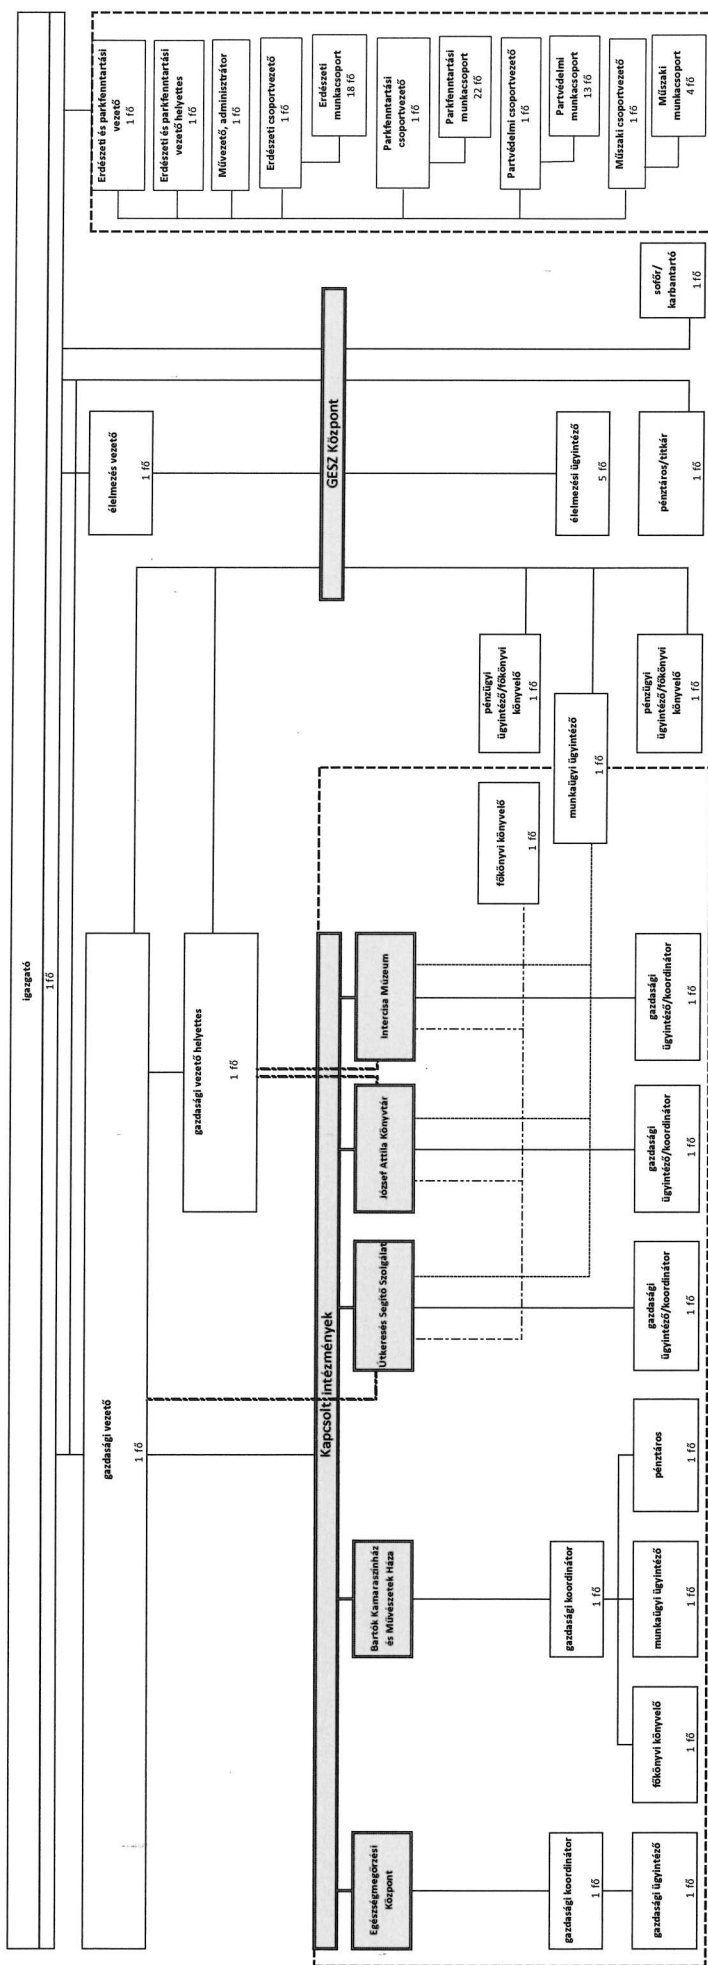 igazgató
1 fő
gazdasági vezető
1 fő
gazdasági vezető helyettes
1 fő
élelmezés vezető
1 fő
Erdészeti és parkfenntartási
vezető
1 fő
Erdészeti és parkfenntartási
vezető helyettes
1 fő
Művezető, adminisztrátor
1 fő
Erdészeti csoportvezető
1 fő
Erdészeti
munkacsoport
18 fő
Parkfenntartási
csoportvezető
1 fő
Parkfenntartási
munkacsoport
22 fő
Partvédelmi csoportvezető
1 fő
Partvédelmi
munkacsoport
13 fő
Műszaki csoportvezető
1 fő
Műszaki
munkacsoport
4 fő
Kapcsolt intézmények
GESZ Központ
Egészségmegőrzési
Központ
Bartók Kamaraszínház
és Művészetek Háza
Útkeresés Segítő Szolgálat
József Attila Könyvtár
Intercisa Múzeum
főkönyvi könyvelő
1 fő
pénzügyi
ügyintéző/főkönyvi
könyvelő
1 fő
munkaügyi ügyintéző
1 fő
élelmezési ügyintéző
5 fő
sofőr/
karbantartó
1 fő
gazdasági koordinátor
1 fő
gazdasági koordinátor
1 fő
gazdasági ügyintéző
1 fő
főkönyvi könyvelő
1 fő
munkaügyi ügyintéző
1 fő
pénztáros
1 fő
gazdasági
ügyintéző/koordinátor
1 fő
gazdasági
ügyintéző/koordinátor
1 fő
gazdasági
ügyintéző/koordinátor
1 fő
pénzügyi
ügyintéző/főkönyvi
könyvelő
1 fő
pénztáros/titkár
1 fő